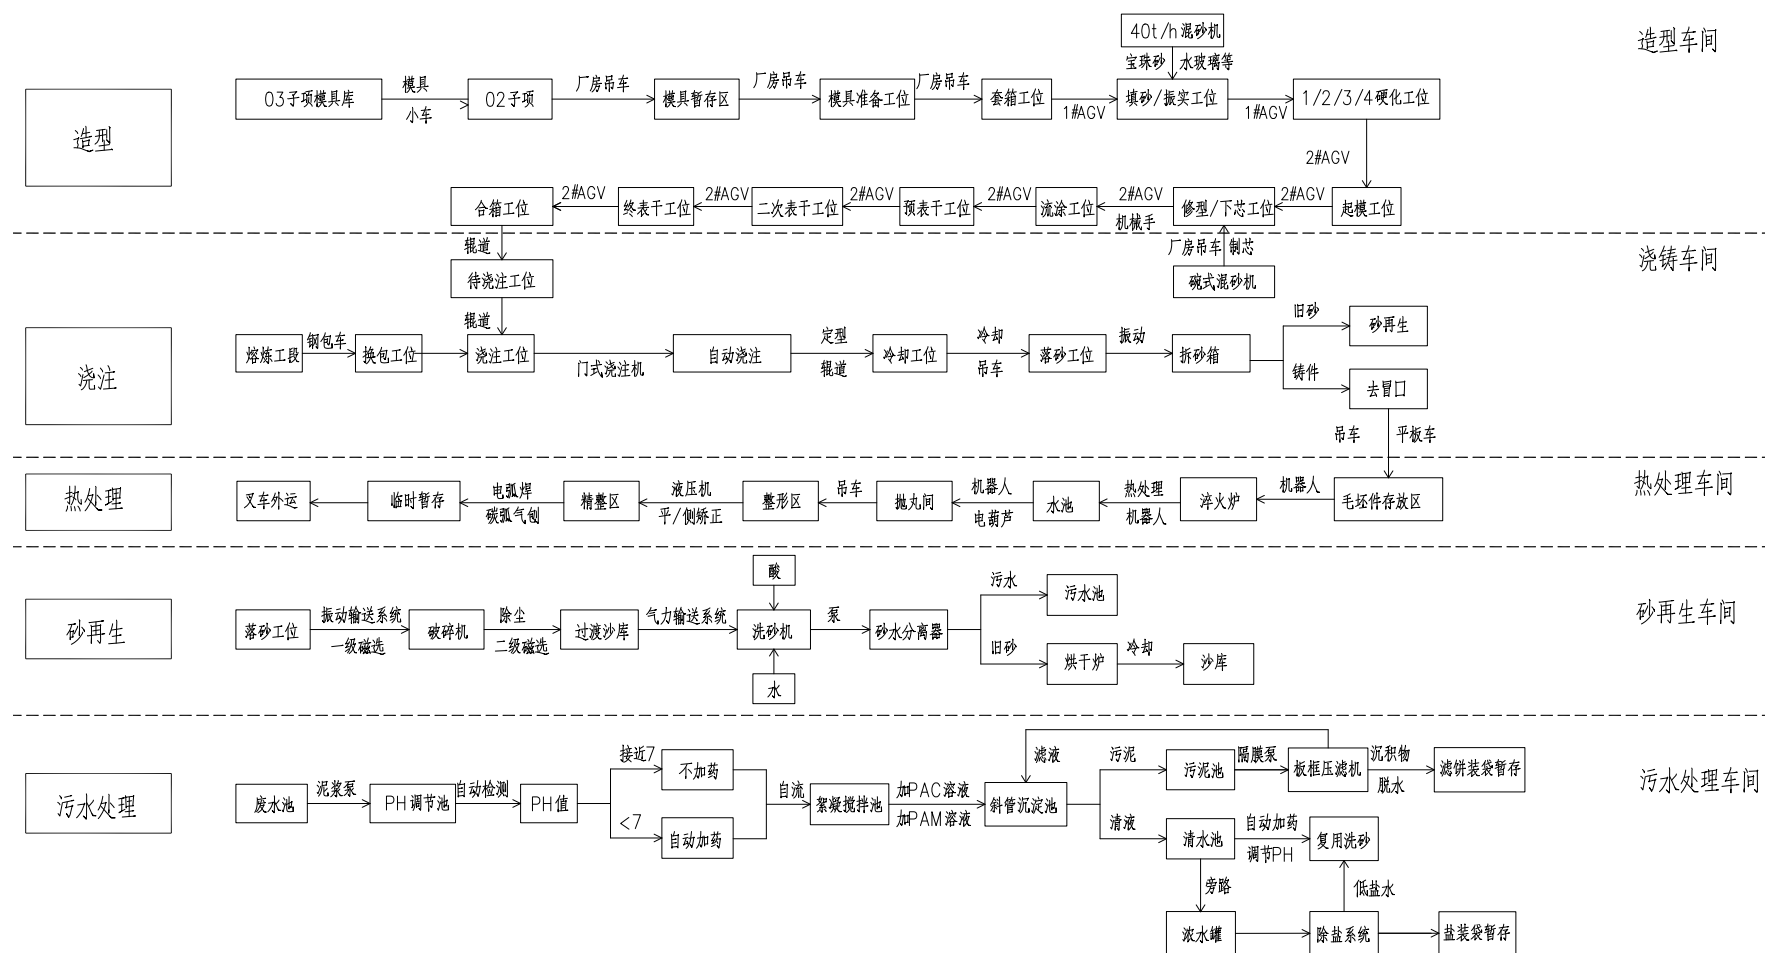 40t/h混砂机
造型车间
宝珠砂 水玻璃等
造型
03子项模具库
模具
小车
02子项
厂房吊车
模具暂存区
厂房吊车
模具准备工位
厂房吊车
套箱工位
1#AGV
填砂/振实工位
1#AGV
1/2/3/4硬化工位
2#AGV
合箱工位
2#AGV
终表干工位
2#AGV
二次表干工位
2#AGV
预表干工位
2#AGV
流涂工位
2#AGV
机械手
修型/下芯工位
2#AGV
起模工位
辊道
厂房吊车 制芯
浇铸车间
待浇注工位
碗式混砂机
辊道
浇注
熔炼工段
钢包车
换包工位
浇注工位
门式浇注机
自动浇注
定型
辊道
冷却工位
冷却
吊车
落砂工位
振动
拆砂箱
旧砂
砂再生
铸件
去冒口
吊车 平板车
热处理
热处理车间
叉车外运
临时暂存
电弧焊
碳弧气刨
精整区
液压机
平/侧矫正
整形区
吊车
抛丸间
机器人
电葫芦
水池
热处理
机器人
淬火炉
机器人
毛坯件存放区
砂再生
砂再生车间
酸
落砂工位
振动输送系统
一级磁选
破碎机
除尘
二级磁选
过渡沙库
气力输送系统
洗砂机
泵
砂水分离器
污水
污水池
旧砂
烘干炉
冷却
沙库
水
污水处理
污水处理车间
废水池
泥浆泵
PH调节池
自动检测
PH值
接近7
不加药
<7
自动加药
自流
絮凝搅拌池
加PAC溶液
加PAM溶液
斜管沉淀池
滤液
污泥
污泥池
隔膜泵
板框压滤机
沉积物
脱水
滤饼装袋暂存
清液
清水池
自动加药
调节PH
复用洗砂
旁路
低盐水
浓水罐
除盐系统
盐装袋暂存